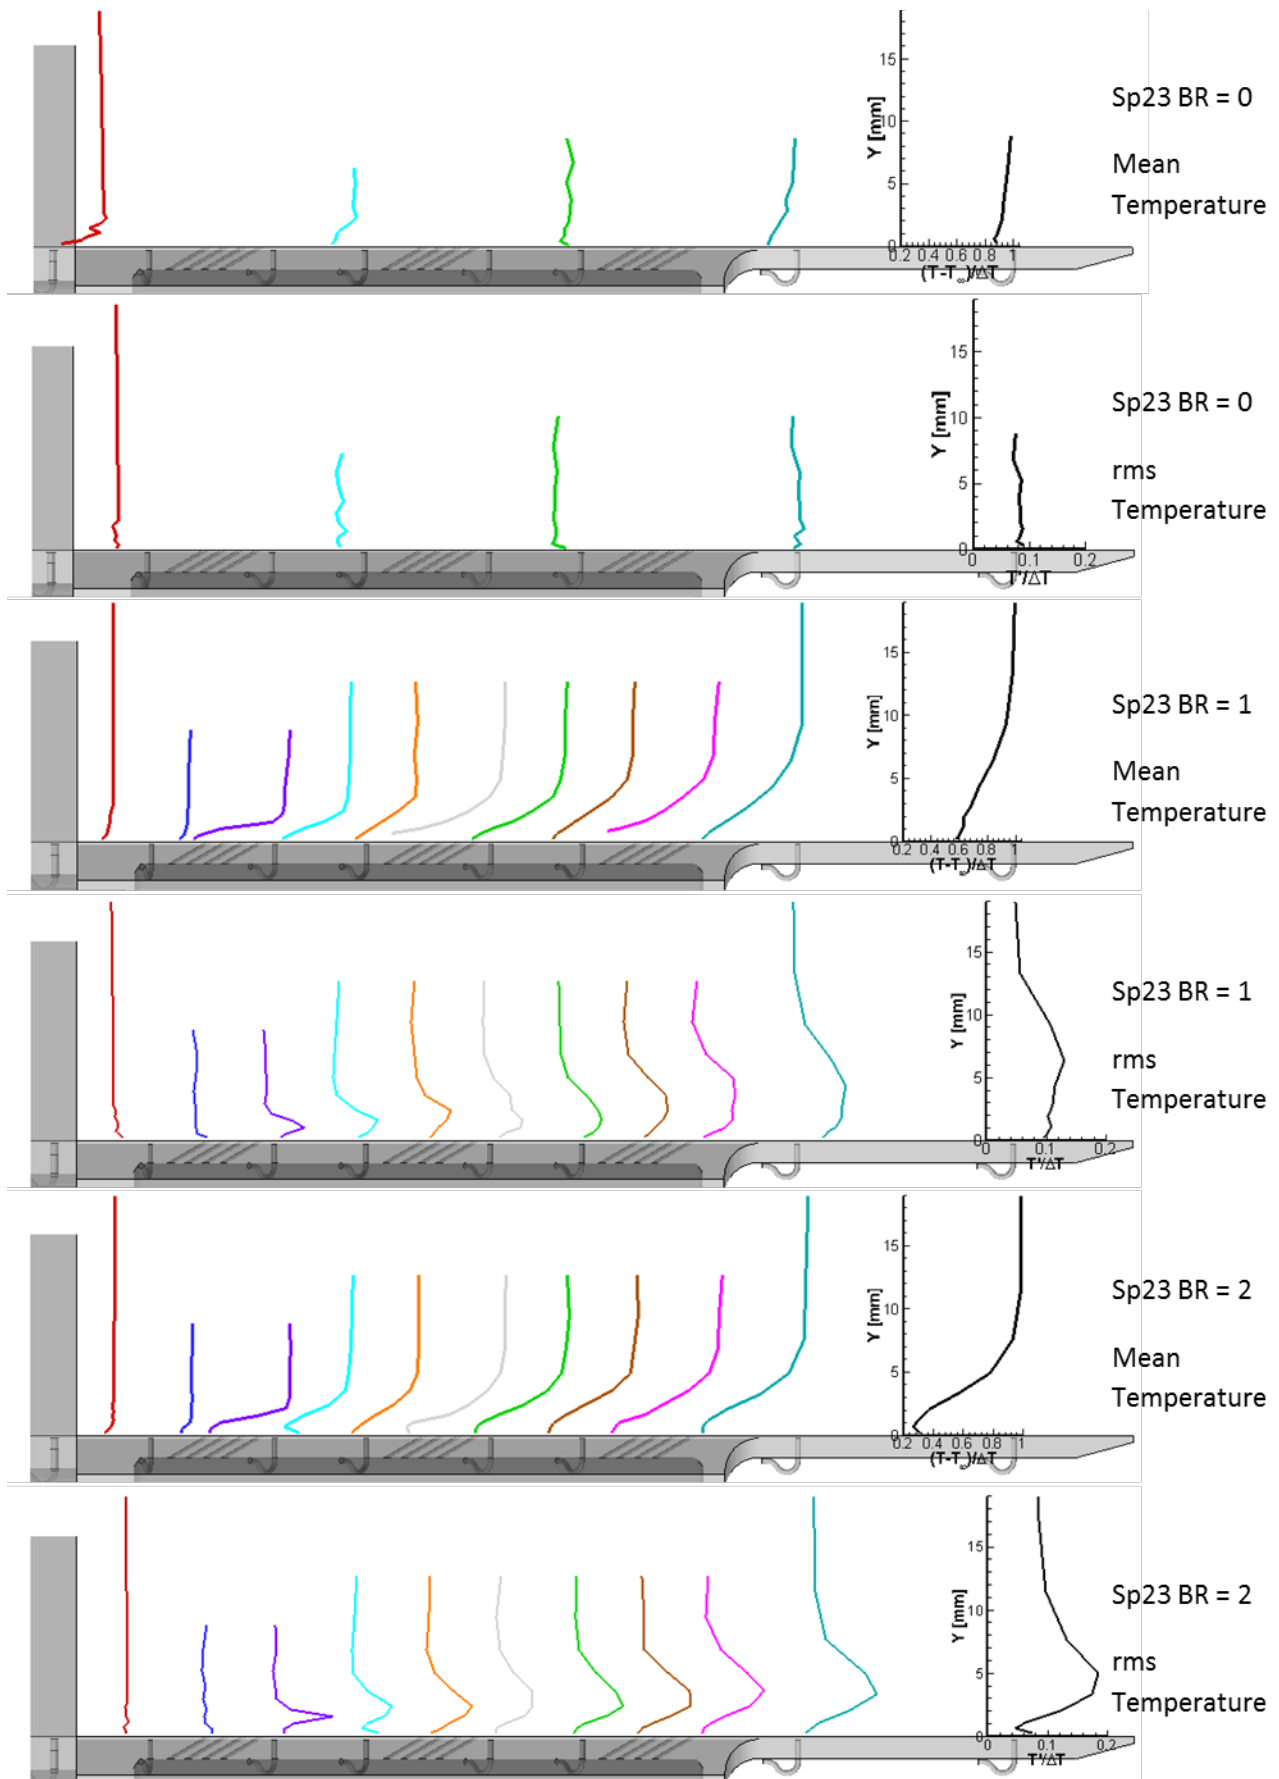 15
10
5
0
Y [mm]
0.2 0.4 0.6 0.8 1
(T-T∞)/ΔT
Sp23 BR = 0
Mean
Temperature
15
10
5
0
Y [mm]
0 0.1 0.2
T'/ΔT
Sp23 BR = 0
rms
Temperature
15
10
5
0
Y [mm]
0.2 0.4 0.6 0.8 1
(T-T∞)/ΔT
Sp23 BR = 1
Mean
Temperature
15
10
5
0
Y [mm]
0 0.1 0.2
T'/ΔT
Sp23 BR = 1
rms
Temperature
15
10
5
0
Y [mm]
0.2 0.4 0.6 0.8 1
(T-T∞)/ΔT
Sp23 BR = 2
Mean
Temperature
15
10
5
0
Y [mm]
0 0.1 0.2
T'/ΔT
Sp23 BR = 2
rms
Temperature